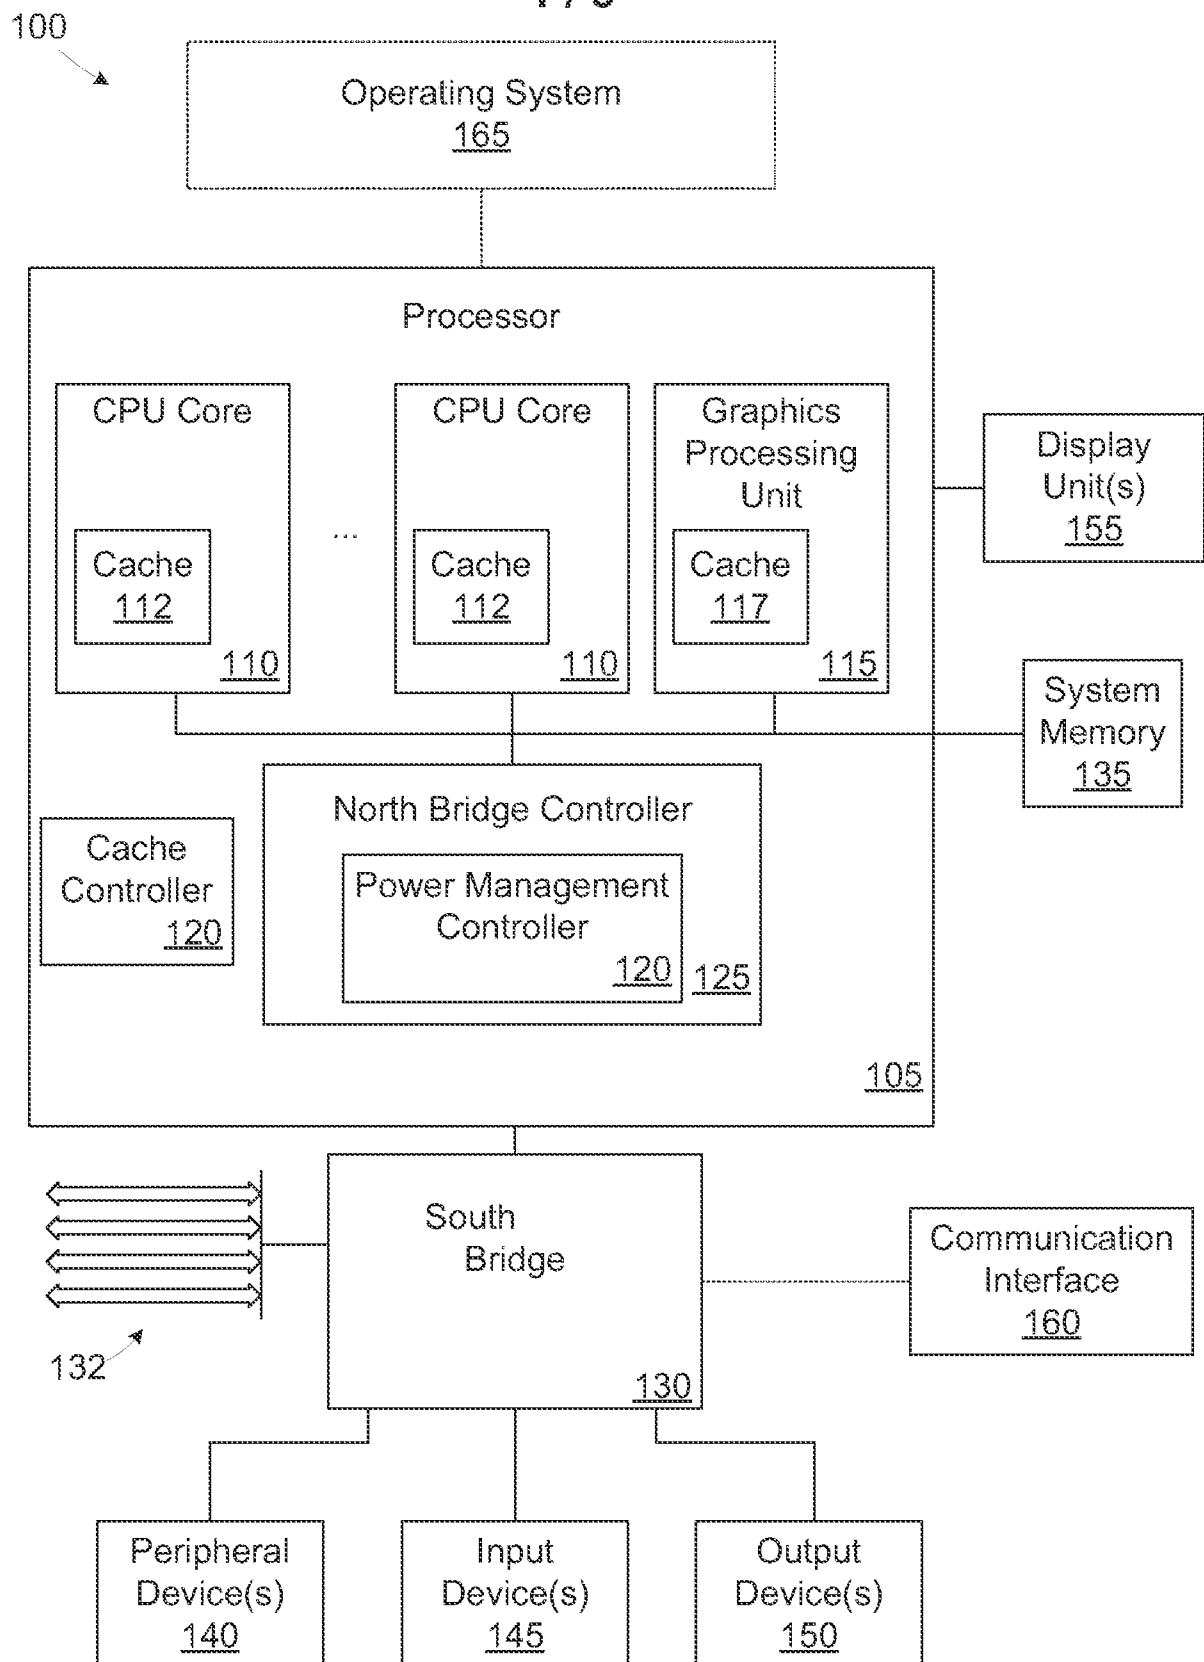 100
Operating System
165
Processor
CPU Core
Cache
112
110
...
CPU Core
Cache
112
110
Graphics
Processing
Unit
Cache
117
115
Display
Unit(s)
155
System
Memory
135
North Bridge Controller
Power Management
Controller
120
125
Cache
Controller
120
105
South
Bridge
130
132
Communication
Interface
160
Peripheral
Device(s)
140
Input
Device(s)
145
Output
Device(s)
150